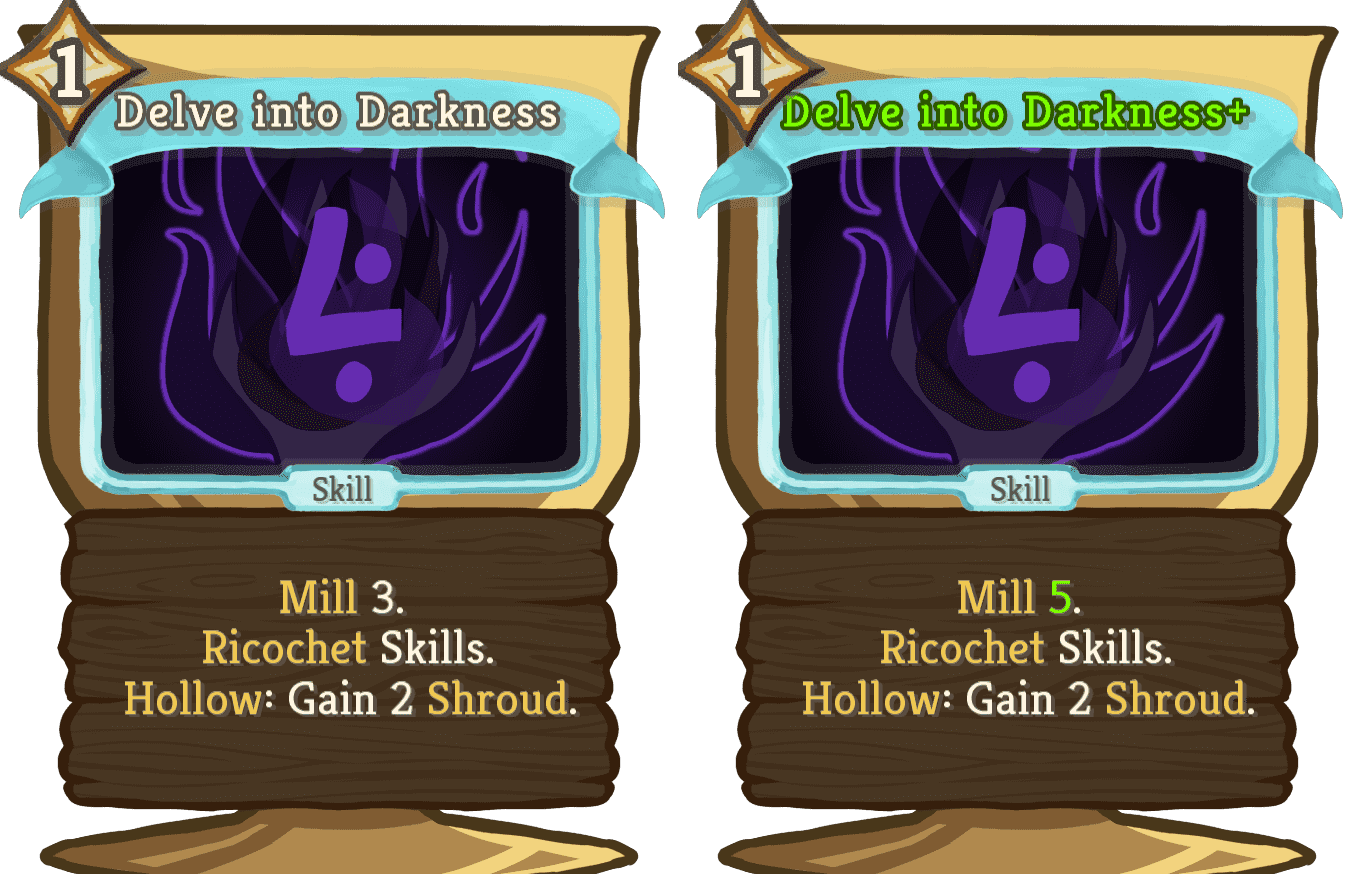 1
Delve into Darkness
Skill
Mill 3.
Ricochet Skills.
Hollow: Gain 2 Shroud.
1
Delve into Darkness+
Skill
Mill 5.
Ricochet Skills.
Hollow: Gain 2 Shroud.